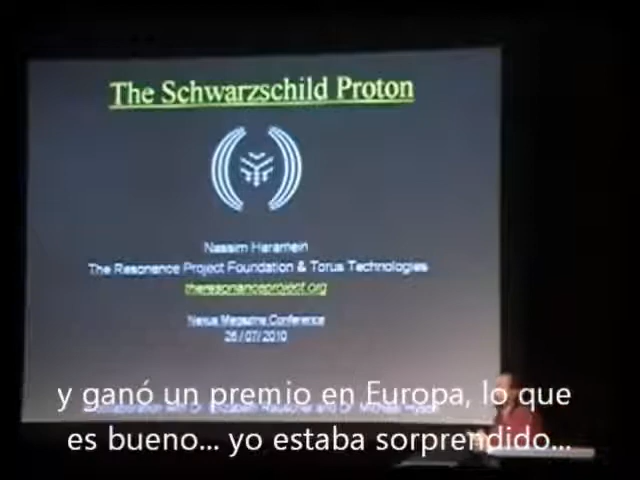 The Schwarzschild Proton
Nassim Haramein
The Resonance Project Foundation & Torus Technologies
theresonanceproject.org
Nexus Magazine Conference
26/07/2010
y ganó un premio en Europa, lo que
es bueno... yo estaba sorprendido...